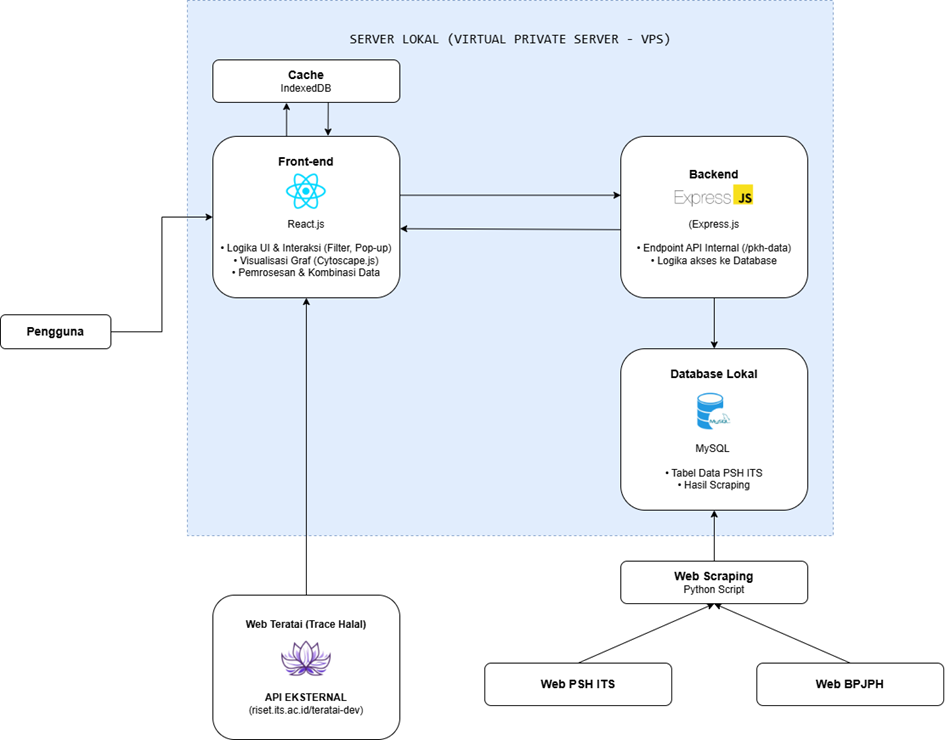 SERVER LOKAL (VIRTUAL PRIVATE SERVER - VPS)
Cache
IndexedDB
Front-end
React.js
• Logika UI & Interaksi (Filter, Pop-up)
• Visualisasi Graf (Cytoscape.js)
• Pemrosesan & Kombinasi Data
Backend
Express JS
(Express.js
• Endpoint API Internal (/pkh-data)
• Logika akses ke Database
Pengguna
Database Lokal
MySQL
MySQL
• Tabel Data PSH ITS
• Hasil Scraping
Web Scraping
Python Script
Web Teratai (Trace Halal)
API EKSTERNAL
(riset.its.ac.id/teratai-dev)
Web PSH ITS
Web BPJPH